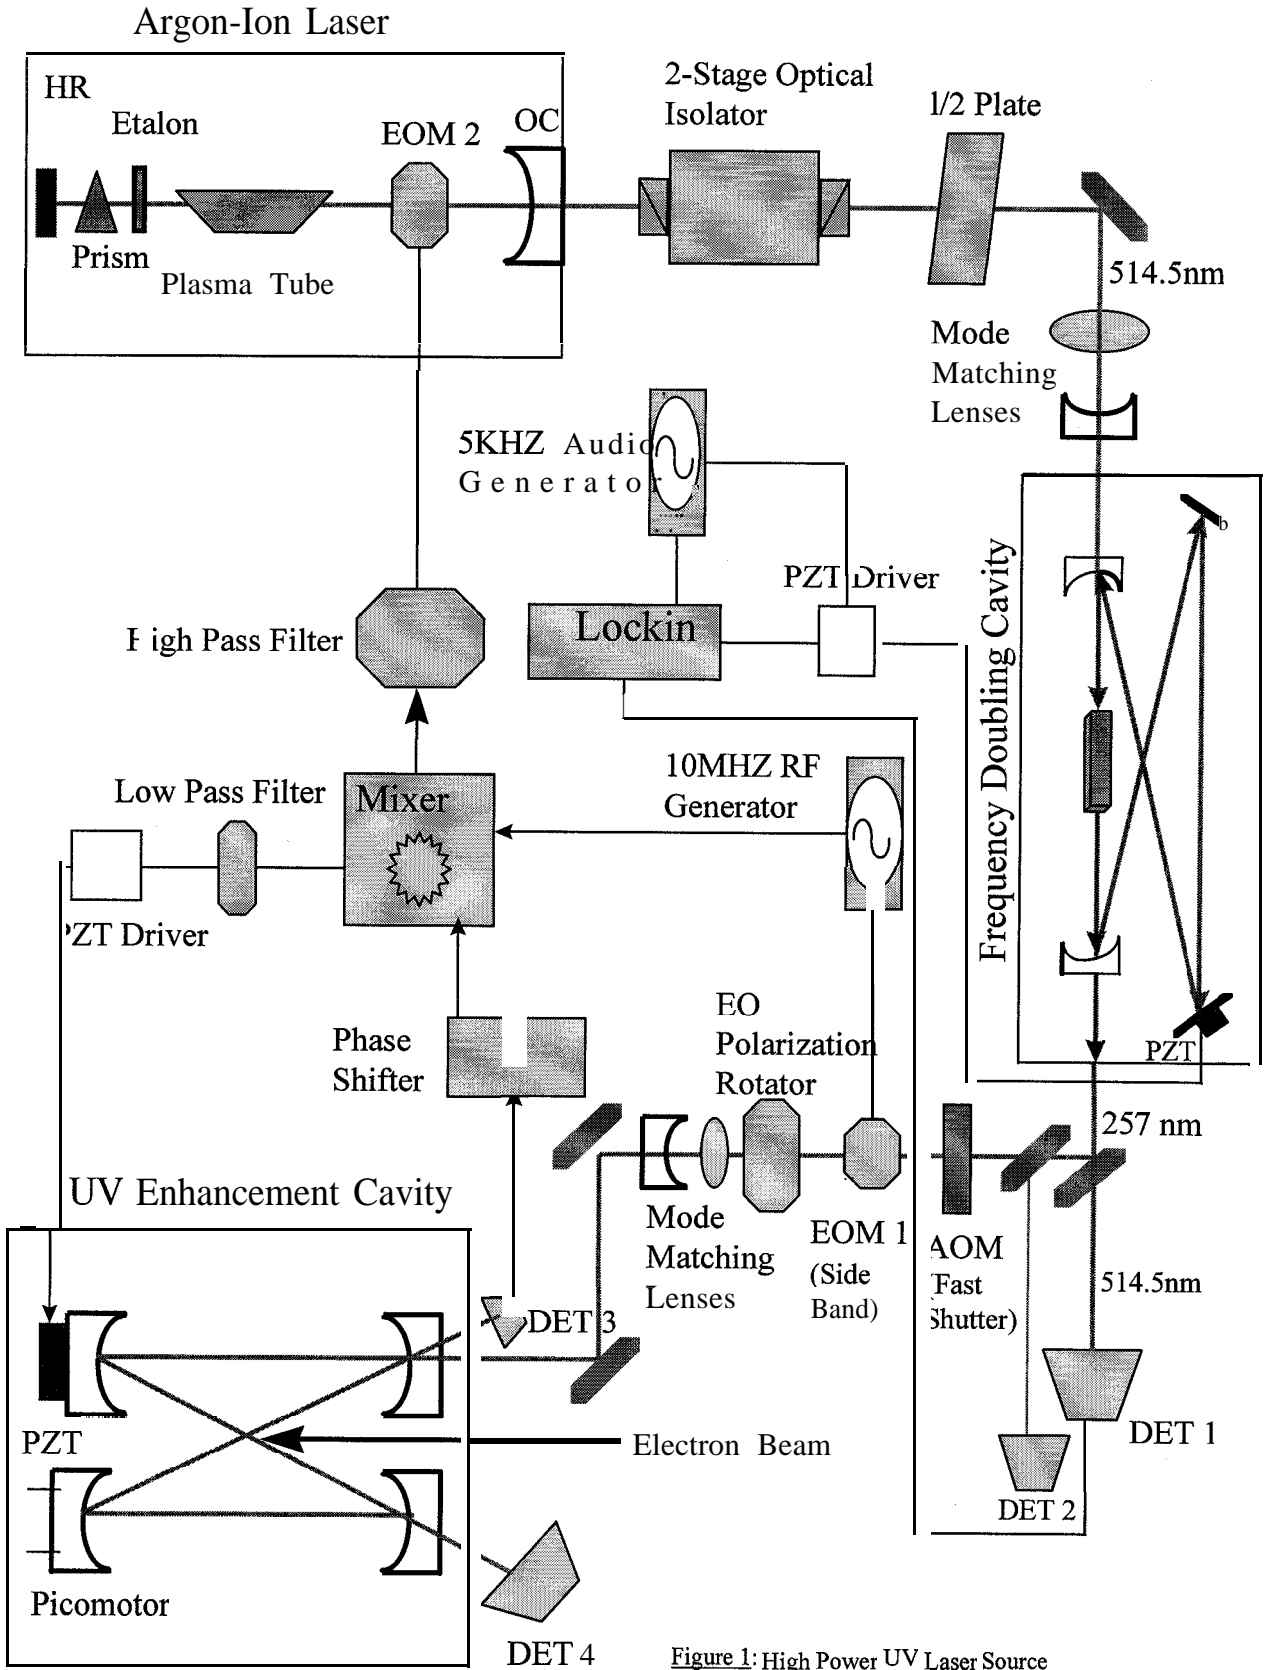 Argon-Ion Laser
HR
Etalon
EOM 2
OC
Prism
Plasma Tube
2-Stage Optical
Isolator
1/2 Plate
514.5nm
Mode
Matching
Lenses
5KHZ Audio
Generator
PZT Driver
Lockin
High Pass Filter
Frequency Doubling Cavity
b
10MHZ RF
Generator
Low Pass Filter
Mixer
PZT Driver
Phase
Shifter
EO
Polarization
Rotator
PZT
257 nm
UV Enhancement Cavity
Mode
Matching
Lenses
EOM 1
(Side
Band)
AOM
(Fast
Shutter)
514.5nm
DET 3
PZT
Electron Beam
DET 1
DET 2
Picomotor
DET 4
Figure 1: High Power UV Laser Source